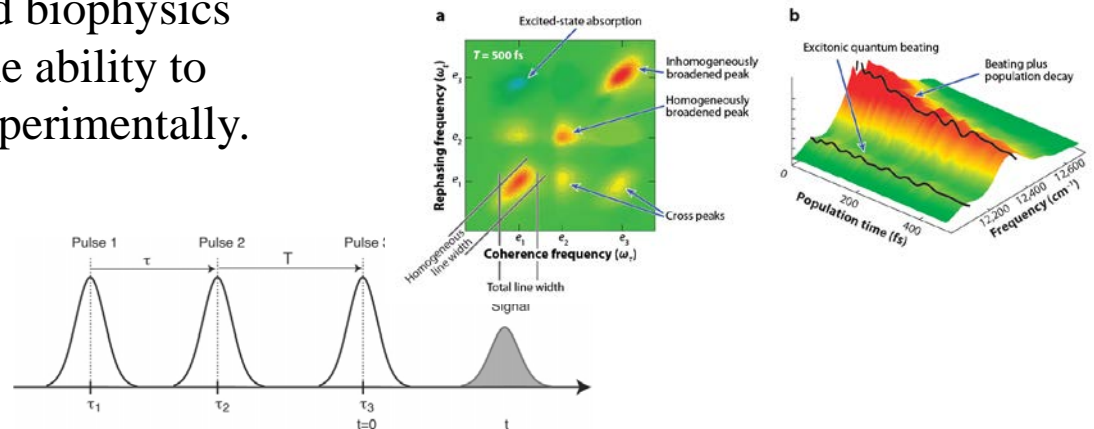 d biophysics
e ability to
perimentally.
a
Excited-state absorption
T = 500 fs
Inhomogeneously
broadened peak
Homogeneously
broadened peak
Cross peaks
Rephasing frequency (ωt)
e3
e2
e1
e1 e2 e3
Coherence frequency (ωτ)
Homogeneous
line width
Total line width
b
Excitonic quantum beating
Beating plus
population decay
0 200 400
Population time (fs)
12,200 12,400 12,600
Frequency (cm⁻¹)
Pulse 1 Pulse 2 Pulse
τ T
Signal
τ1 τ2 τ3
t=0 t